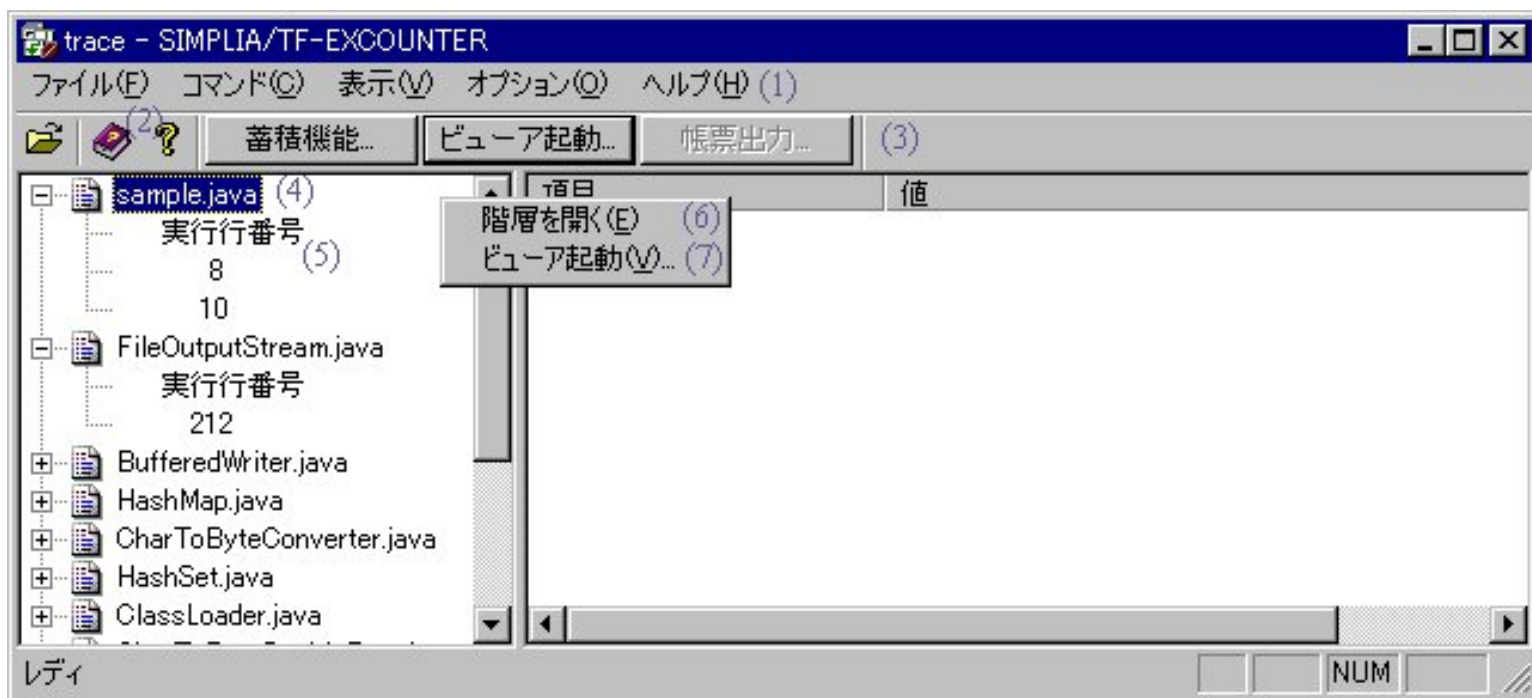 trace - SIMPLIA/TF-EXCOUNTER
ファイル(F) コマンド(C) 表示(V) オプション(O) ヘルプ(H) (1)
(2) 蓄積機能... ビューア起動... 帳票出力... (3)
sample.java (4)
項目 値
実行行番号
(5)
8
10
階層を開く(E) (6)
ビューア起動(V)... (7)
FileOutputStream.java
実行行番号
212
BufferedWriter.java
HashMap.java
CharToByteConverter.java
HashSet.java
ClassLoader.java
レディ NUM